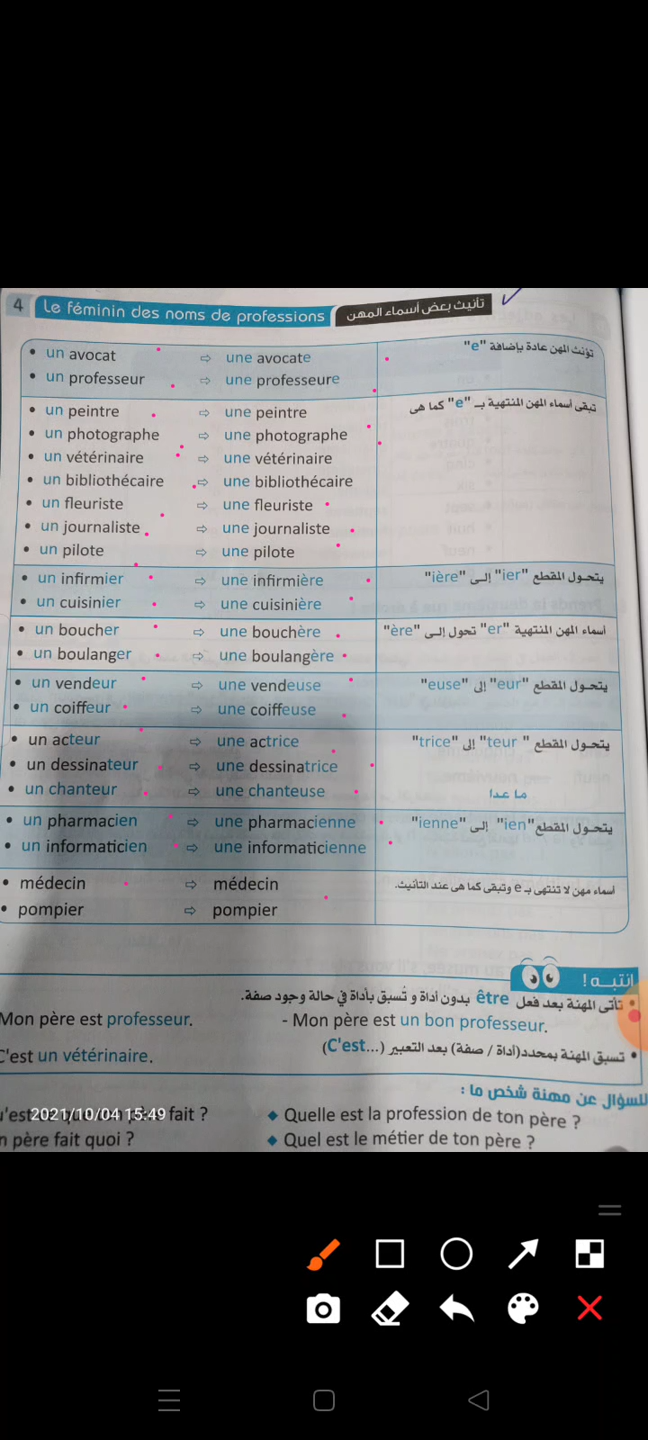 4 Le féminin des noms de professions تأنيث بعض أسماء المهن
• un avocat ⇨ une avocate تؤنث المهن عادة بإضافة "e"
• un professeur ⇨ une professeure
• un peintre ⇨ une peintre تبقى أسماء المهن المنتهية بـ "e" كما هى
• un photographe ⇨ une photographe
• un vétérinaire ⇨ une vétérinaire
• un bibliothécaire ⇨ une bibliothécaire
• un fleuriste ⇨ une fleuriste
• un journaliste ⇨ une journaliste
• un pilote ⇨ une pilote
• un infirmier ⇨ une infirmière يتحول المقطع "ier" إلى "ière"
• un cuisinier ⇨ une cuisinière
• un boucher ⇨ une bouchère أسماء المهن المنتهية "er" تحول إلى "ère"
• un boulanger ⇨ une boulangère
• un vendeur ⇨ une vendeuse يتحول المقطع "eur" إلى "euse"
• un coiffeur ⇨ une coiffeuse
• un acteur ⇨ une actrice يتحول المقطع " teur" إلى "trice"
• un dessinateur ⇨ une dessinatrice
• un chanteur ⇨ une chanteuse ما عدا
• un pharmacien ⇨ une pharmacienne يتحول المقطع"ien" إلى "ienne"
• un informaticien ⇨ une informaticienne
• médecin ⇨ médecin أسماء مهن لا تنتهى بـ e وتبقى كما هى عند التأنيث.
• pompier ⇨ pompier
انتبه !
• تأتى المهنة بعد فعل être بدون أداة و تُسبق بأداة فى حالة وجود صفة.
Mon père est professeur. - Mon père est un bon professeur.
• تسبق المهنة بمحدد(أداة / صفة) بعد التعبير (C'est...)
C'est un vétérinaire.
للسؤال عن مهنة شخص ما :
fait ? ◆ Quelle est la profession de ton père ?
2021/10/04 15:49
père fait quoi ? ◆ Quel est le métier de ton père ?